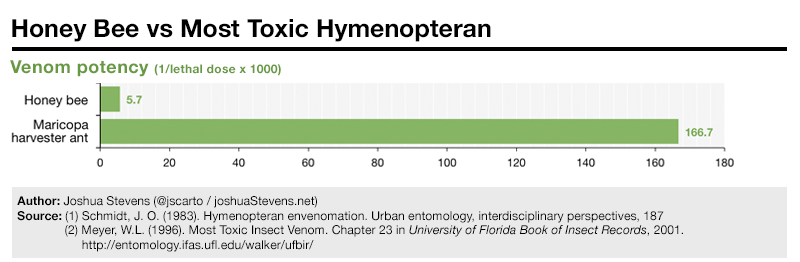 Honey Bee vs Most Toxic Hymenopteran
Venom potency (1/lethal dose x 1000)
Honey bee 5.7
Maricopa
harvester ant 166.7
0 20 40 60 80 100 120 140 160 180
Author: Joshua Stevens (@jscarto / joshuaStevens.net)
Source: (1) Schmidt, J. O. (1983). Hymenopteran envenomation. Urban entomology, interdisciplinary perspectives, 187
(2) Meyer, W.L. (1996). Most Toxic Insect Venom. Chapter 23 in University of Florida Book of Insect Records, 2001.
http://entomology.ifas.ufl.edu/walker/ufbir/